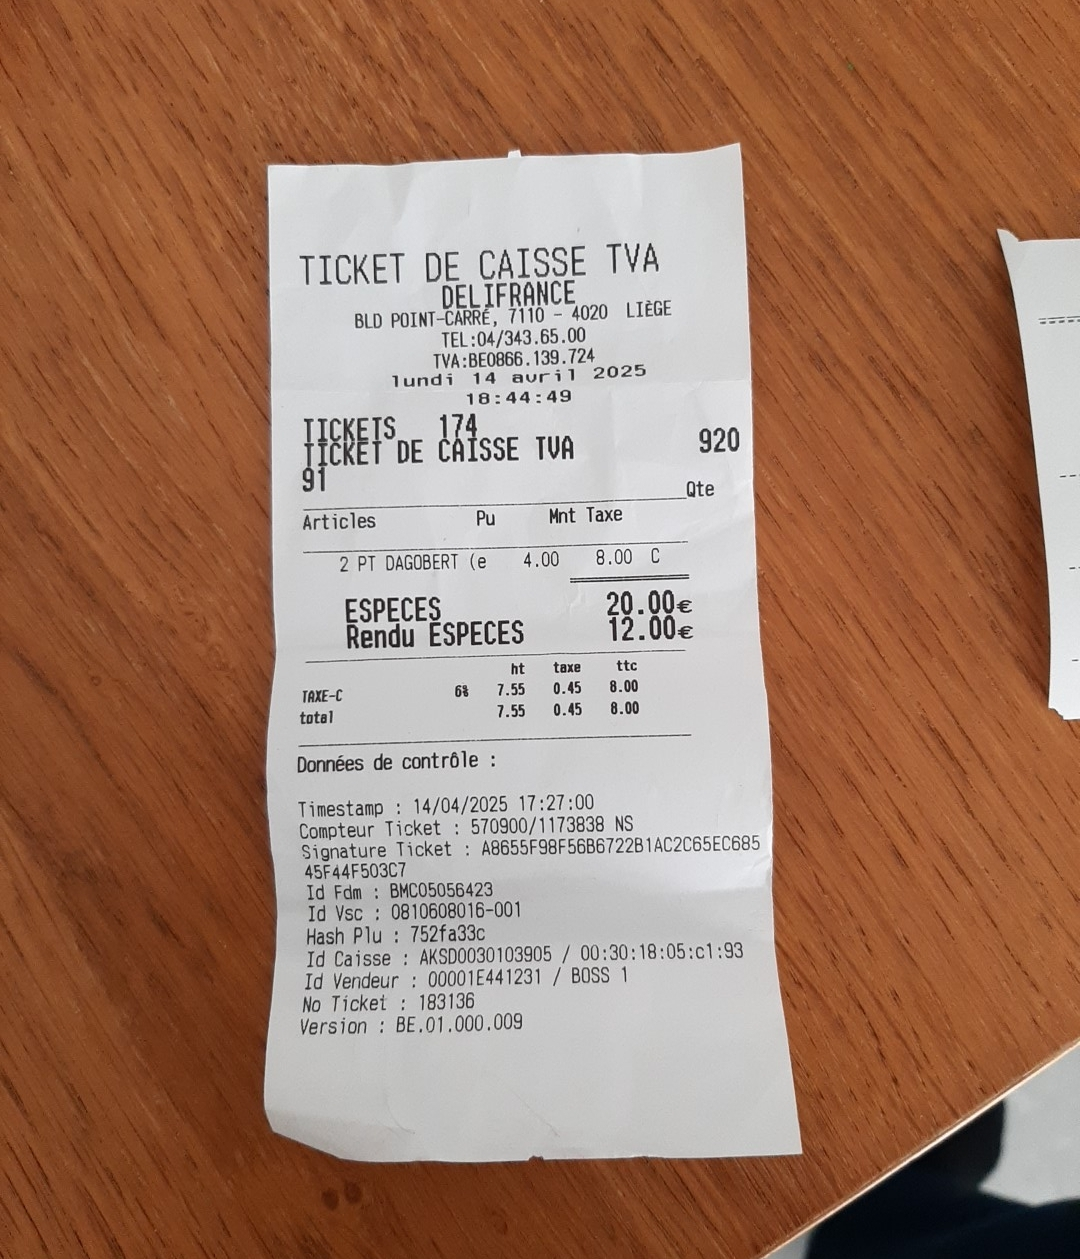 TICKET DE CAISSE TVA
DELIFRANCE
BLD POINT-CARRÉ, 7110 - 4020 LIÈGE
TEL:04/343.65.00
TVA:BE0866.139.724
lundi 14 avril 2025
18:44:49
TICKETS 174
TICKET DE CAISSE TVA 920
91
Qte
Articles Pu Mnt Taxe
2 PT DAGOBERT (e 4.00 8.00 C
ESPECES 20.00€
Rendu ESPECES 12.00€
ht taxe ttc
TAXE-C 6% 7.55 0.45 8.00
total 7.55 0.45 8.00
Données de contrôle :
Timestamp : 14/04/2025 17:27:00
Compteur Ticket : 570900/1173838 NS
Signature Ticket : A8655F98F56B6722B1AC2C65EC685
45F44F503C7
Id Fdm : BMC05056423
Id Vsc : 0810608016-001
Hash Plu : 752fa33c
Id Caisse : AKSD0030103905 / 00:30:18:05:c1:93
Id Vendeur : 00001E441231 / BOSS 1
No Ticket : 183136
Version : BE.01.000.009